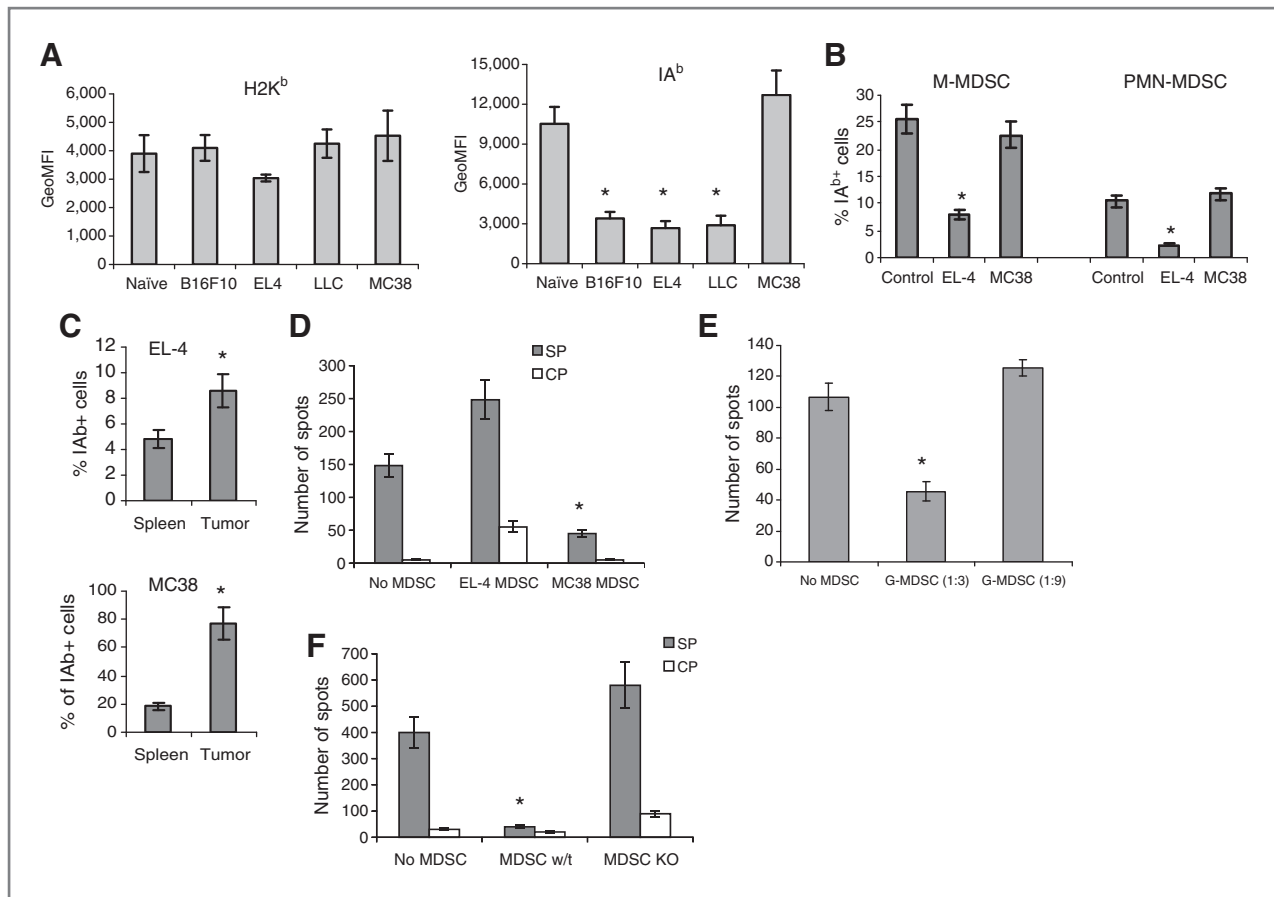 A
H2Kᵇ
6,000
5,000
4,000
3,000
2,000
1,000
0
GeoMFI
Naïve B16F10 EL4 LLC MC38
IAᵇ
15,000
12,000
9,000
6,000
3,000
0
GeoMFI
* * *
Naïve B16F10 EL4 LLC MC38
B
M-MDSC PMN-MDSC
30
25
20
15
10
5
0
% IAᵇ⁺ cells
* *
Control EL-4 MC38 Control EL-4 MC38
C
EL-4
12
10
8
6
4
2
0
% IAb+ cells
*
Spleen Tumor
MC38
100
80
60
40
20
0
% of IAb+ cells
*
Spleen Tumor
D
SP
CP
300
250
200
150
100
50
0
Number of spots
*
No MDSC EL-4 MDSC MC38 MDSC
E
140
120
100
80
60
40
20
0
Number of spots
*
No MDSC G-MDSC (1:3) G-MDSC (1:9)
F
SP
CP
700
600
500
400
300
200
100
0
Number of spots
*
No MDSC MDSC w/t MDSC KO